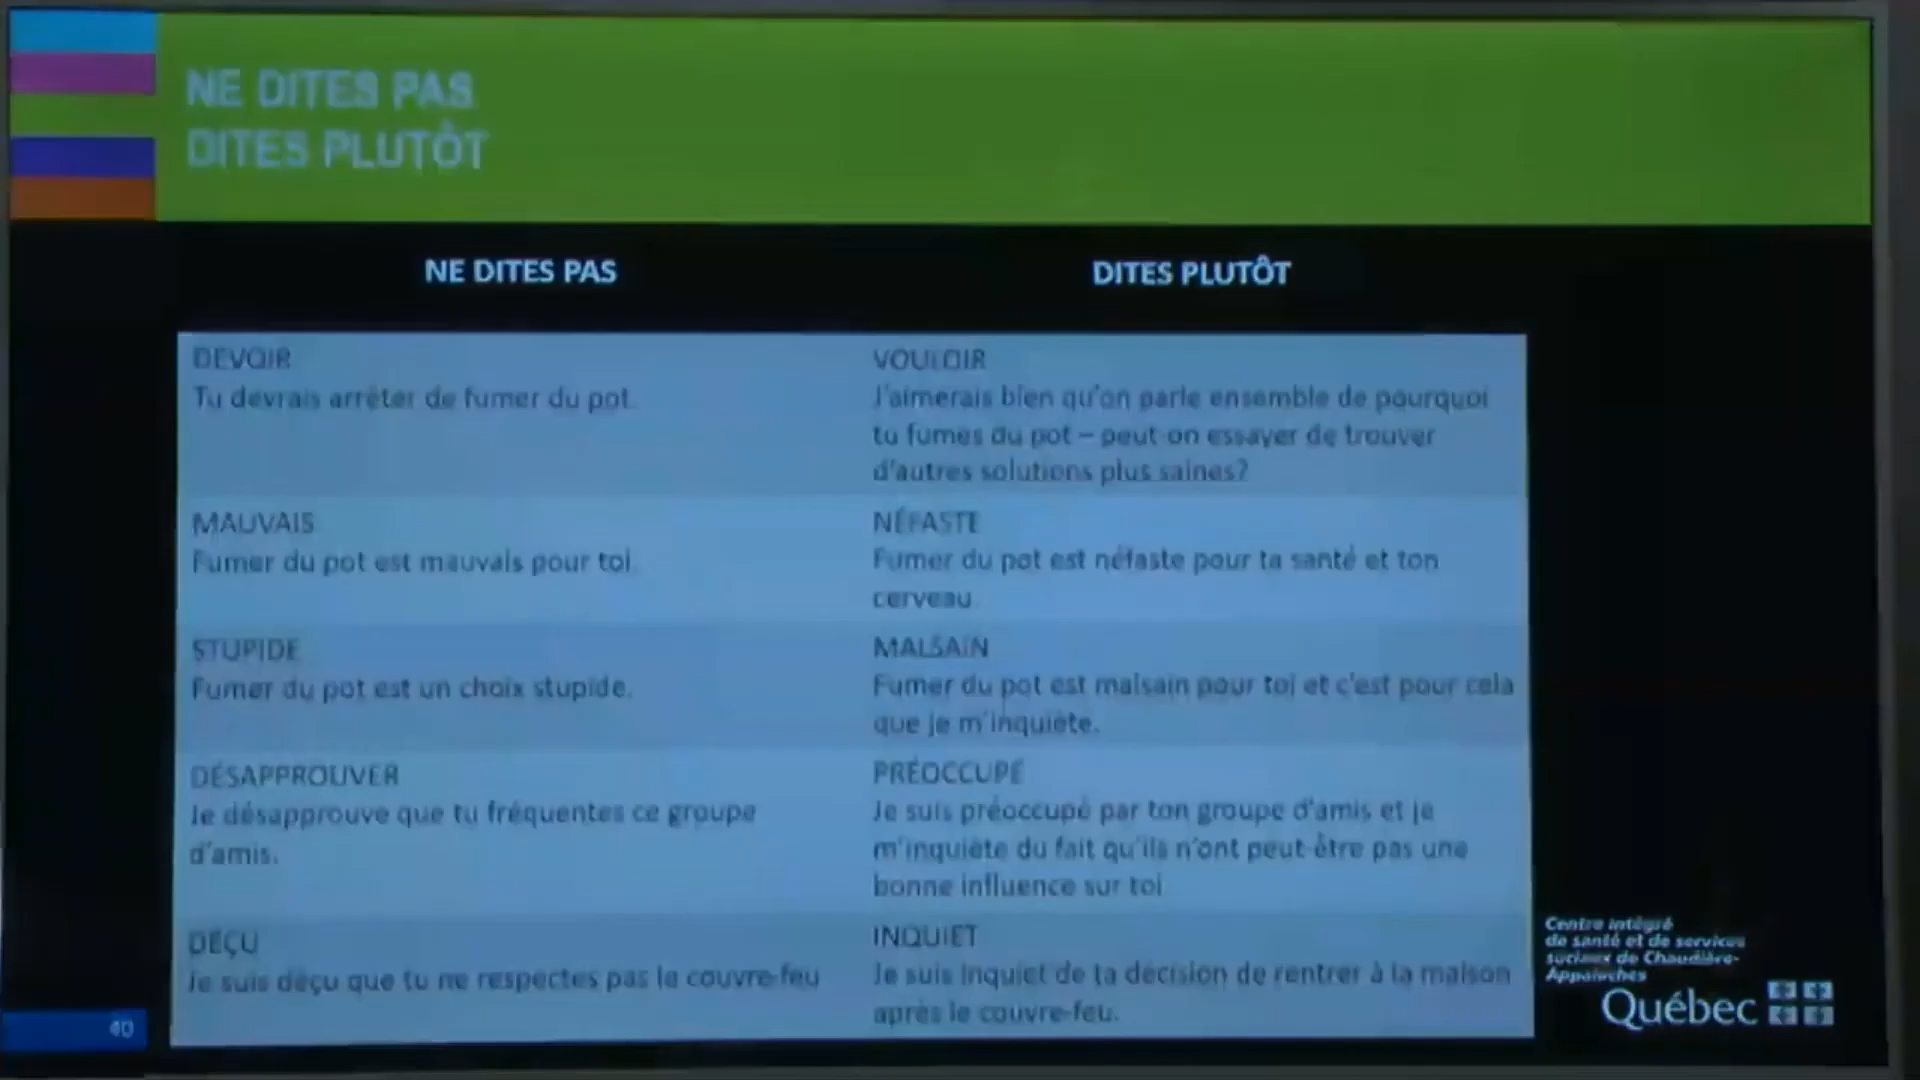 NE DITES PAS
DITES PLUTÔT
NE DITES PAS
DITES PLUTÔT
DEVOIR
Tu devrais arrêter de fumer du pot.
VOULOIR
J'aimerais bien qu'on parle ensemble de pourquoi
tu fumes du pot – peut-on essayer de trouver
d'autres solutions plus saines?
MAUVAIS
Fumer du pot est mauvais pour toi.
NÉFASTE
Fumer du pot est néfaste pour ta santé et ton
cerveau
STUPIDE
Fumer du pot est un choix stupide.
MALSAIN
Fumer du pot est malsain pour toi et c'est pour cela
que je m'inquiète.
DÉSAPPROUVER
Je désapprouve que tu fréquentes ce groupe
d'amis.
PRÉOCCUPÉ
Je suis préoccupé par ton groupe d'amis et je
m'inquiète du fait qu'ils n'ont peut-être pas une
bonne influence sur toi
DÉÇU
Je suis déçu que tu ne respectes pas le couvre-feu
INQUIET
Je suis inquiet de ta décision de rentrer à la maison
après le couvre-feu.
Centre intégré
de santé et de services
sociaux de Chaudière-
Appalaches
Québec
40